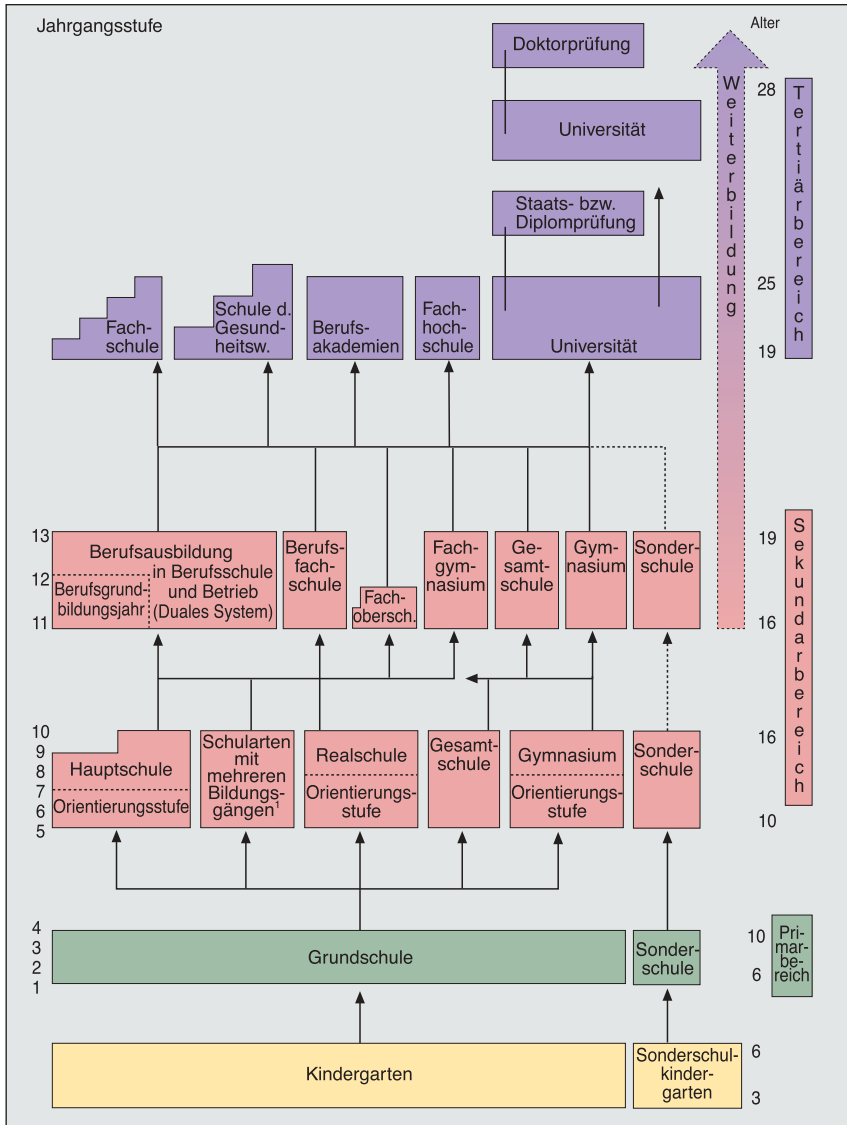 Jahrgangsstufe
Alter
Doktorprüfung
Universität
Staats- bzw.
Diplomprüfung
Weiterbildung
28
25
19
Tertiärbereich
Fach-
schule
Schule d.
Gesund-
heitsw.
Berufs-
akademien
Fach-
hoch-
schule
Universität
13
12
11
Berufsausbildung
in Berufsschule
und Betrieb
(Duales System)
Berufsgrund-
bildungsjahr
Berufs-
fach-
schule
Fach-
obersch.
Fach-
gym-
nasium
Ge-
samt-
schule
Gym-
nasium
Sonder-
schule
19
16
Sekundarbereich
10
9
8
7
6
5
Hauptschule
Orientierungsstufe
Schularten
mit
mehreren
Bildungs-
gängen¹
Realschule
Orientierungs-
stufe
Gesamt-
schule
Gymnasium
Orientierungs-
stufe
Sonder-
schule
16
10
4
3
2
1
Grundschule
Sonder-
schule
10
6
Pri-
mar-
be-
reich
Kindergarten
Sonderschul-
kinder-
garten
6
3